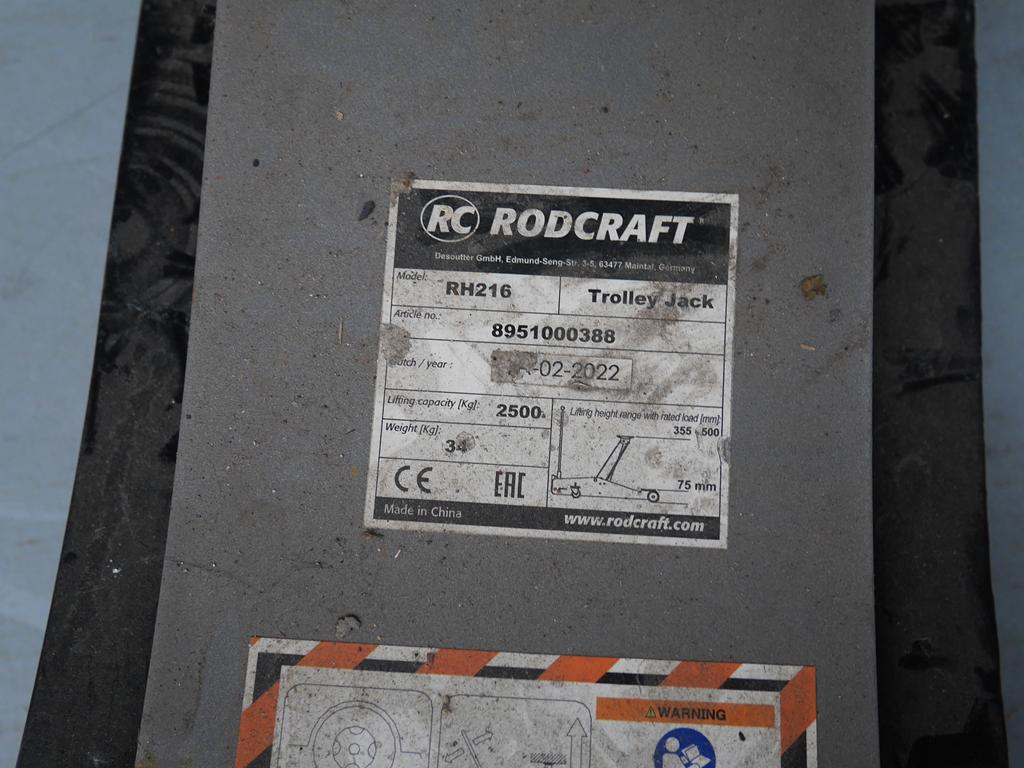 RC RODCRAFT
Desoutter GmbH, Edmund-Seng-Str. 3-5, 63477 Maintal, Germany
Model: RH216 Trolley Jack
Article no.: 8951000388
/ year : -02-2022
Lifting capacity [Kg]: 2500
Lifting height range with rated load [mm]:
355 - 500
Weight [Kg]: 34
75 mm
CE EAC
Made in China www.rodcraft.com
WARNING